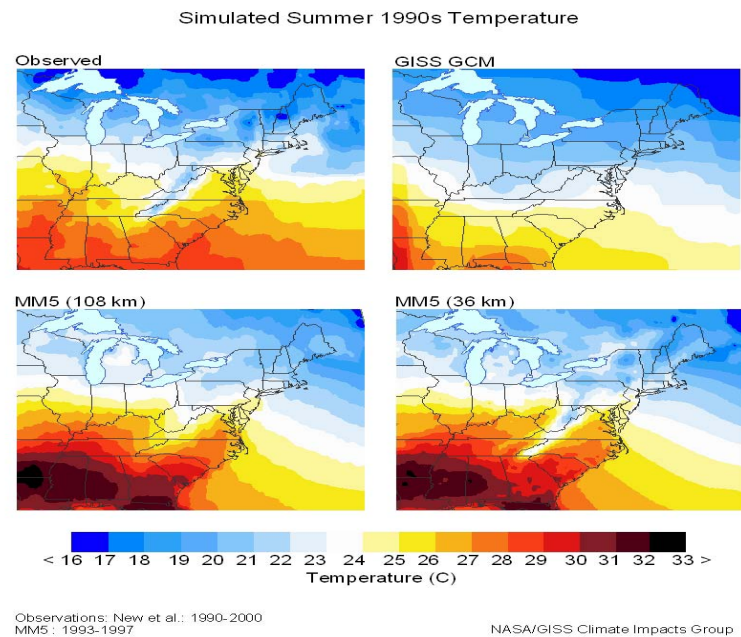 Simulated Summer 1990s Temperature
Observed
GISS GCM
MM5 (108 km)
MM5 (36 km)
< 16 17 18 19 20 21 22 23 24 25 26 27 28 29 30 31 32 33 >
Temperature (C)
Observations: New et al.: 1990-2000
MM5 : 1993-1997
NASA/GISS Climate Impacts Group